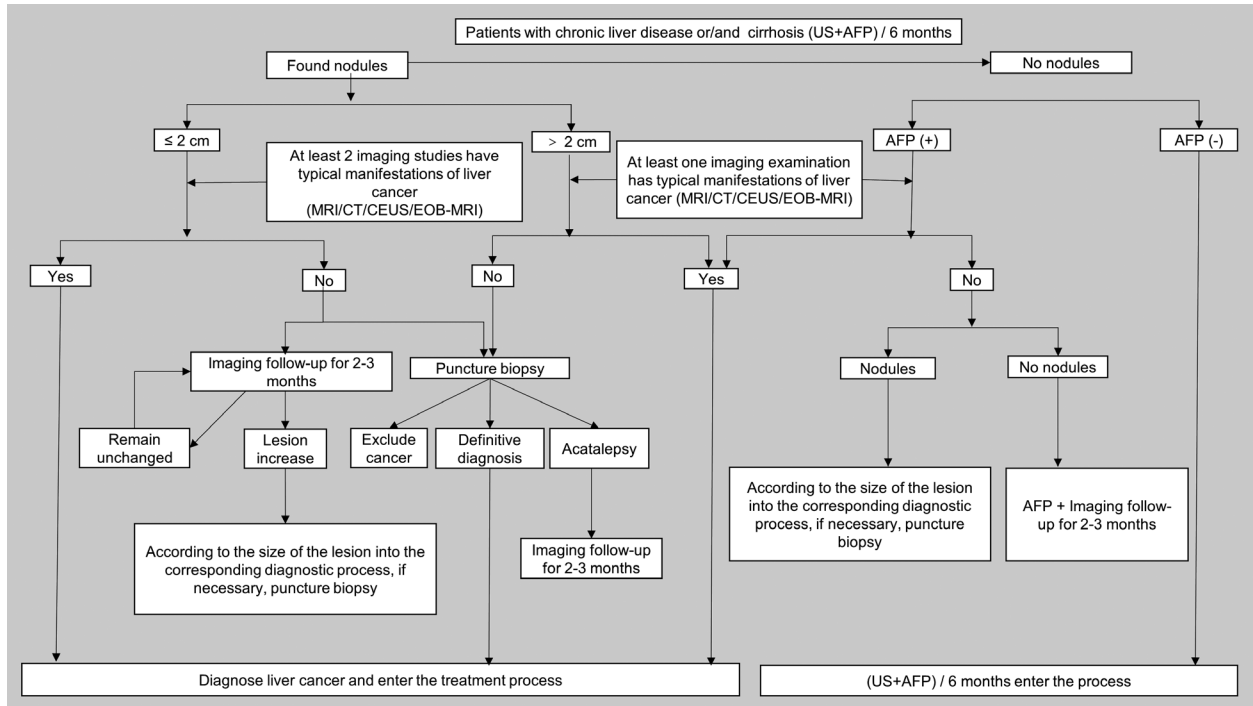 Patients with chronic liver disease or/and cirrhosis (US+AFP) / 6 months
Found nodules
No nodules
≤ 2 cm
> 2 cm
AFP (+)
AFP (-)
At least 2 imaging studies have
typical manifestations of liver
cancer
(MRI/CT/CEUS/EOB-MRI)
At least one imaging examination
has typical manifestations of liver
cancer (MRI/CT/CEUS/EOB-MRI)
Yes
No
No
Yes
No
Imaging follow-up for 2-3
months
Puncture biopsy
Nodules
No nodules
Remain
unchanged
Lesion
increase
Exclude
cancer
Definitive
diagnosis
Acatalepsy
According to the size of the lesion
into the corresponding diagnostic
process, if necessary, puncture
biopsy
AFP + Imaging follow-
up for 2-3 months
According to the size of the lesion into the
corresponding diagnostic process, if
necessary, puncture biopsy
Imaging follow-up
for 2-3 months
Diagnose liver cancer and enter the treatment process
(US+AFP) / 6 months enter the process